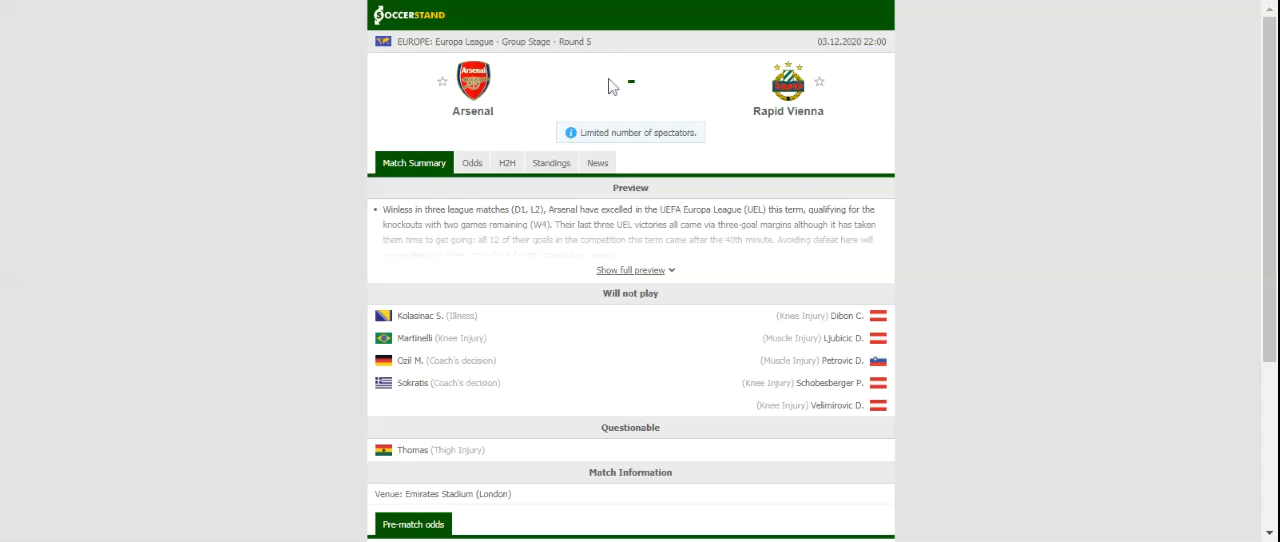 SOCCERSTAND
EUROPE: Europa League - Group Stage - Round 5 03.12.2020 22:00
Arsenal
-
Arsenal Rapid Vienna
Limited number of spectators.
Match Summary Odds H2H Standings News
Preview
• Winless in three league matches (D1, L2), Arsenal have excelled in the UEFA Europa League (UEL) this term, qualifying for the
knockouts with two games remaining (W4). Their last three UEL victories all came via three-goal margins although it has taken
them time to get going: all 12 of their goals in the competition this term came after the 40th minute. Avoiding defeat here will
Show full preview
Will not play
Kolasinac S. (Illness) (Knee Injury) Dibon C.
Martinelli (Knee Injury) (Muscle Injury) Ljubicic D.
Ozil M. (Coach's decision) (Muscle Injury) Petrovic D.
Sokratis (Coach's decision) (Knee Injury) Schobesberger P.
(Knee Injury) Velimirovic D.
Questionable
Thomas (Thigh Injury)
Match Information
Venue: Emirates Stadium (London)
Pre-match odds